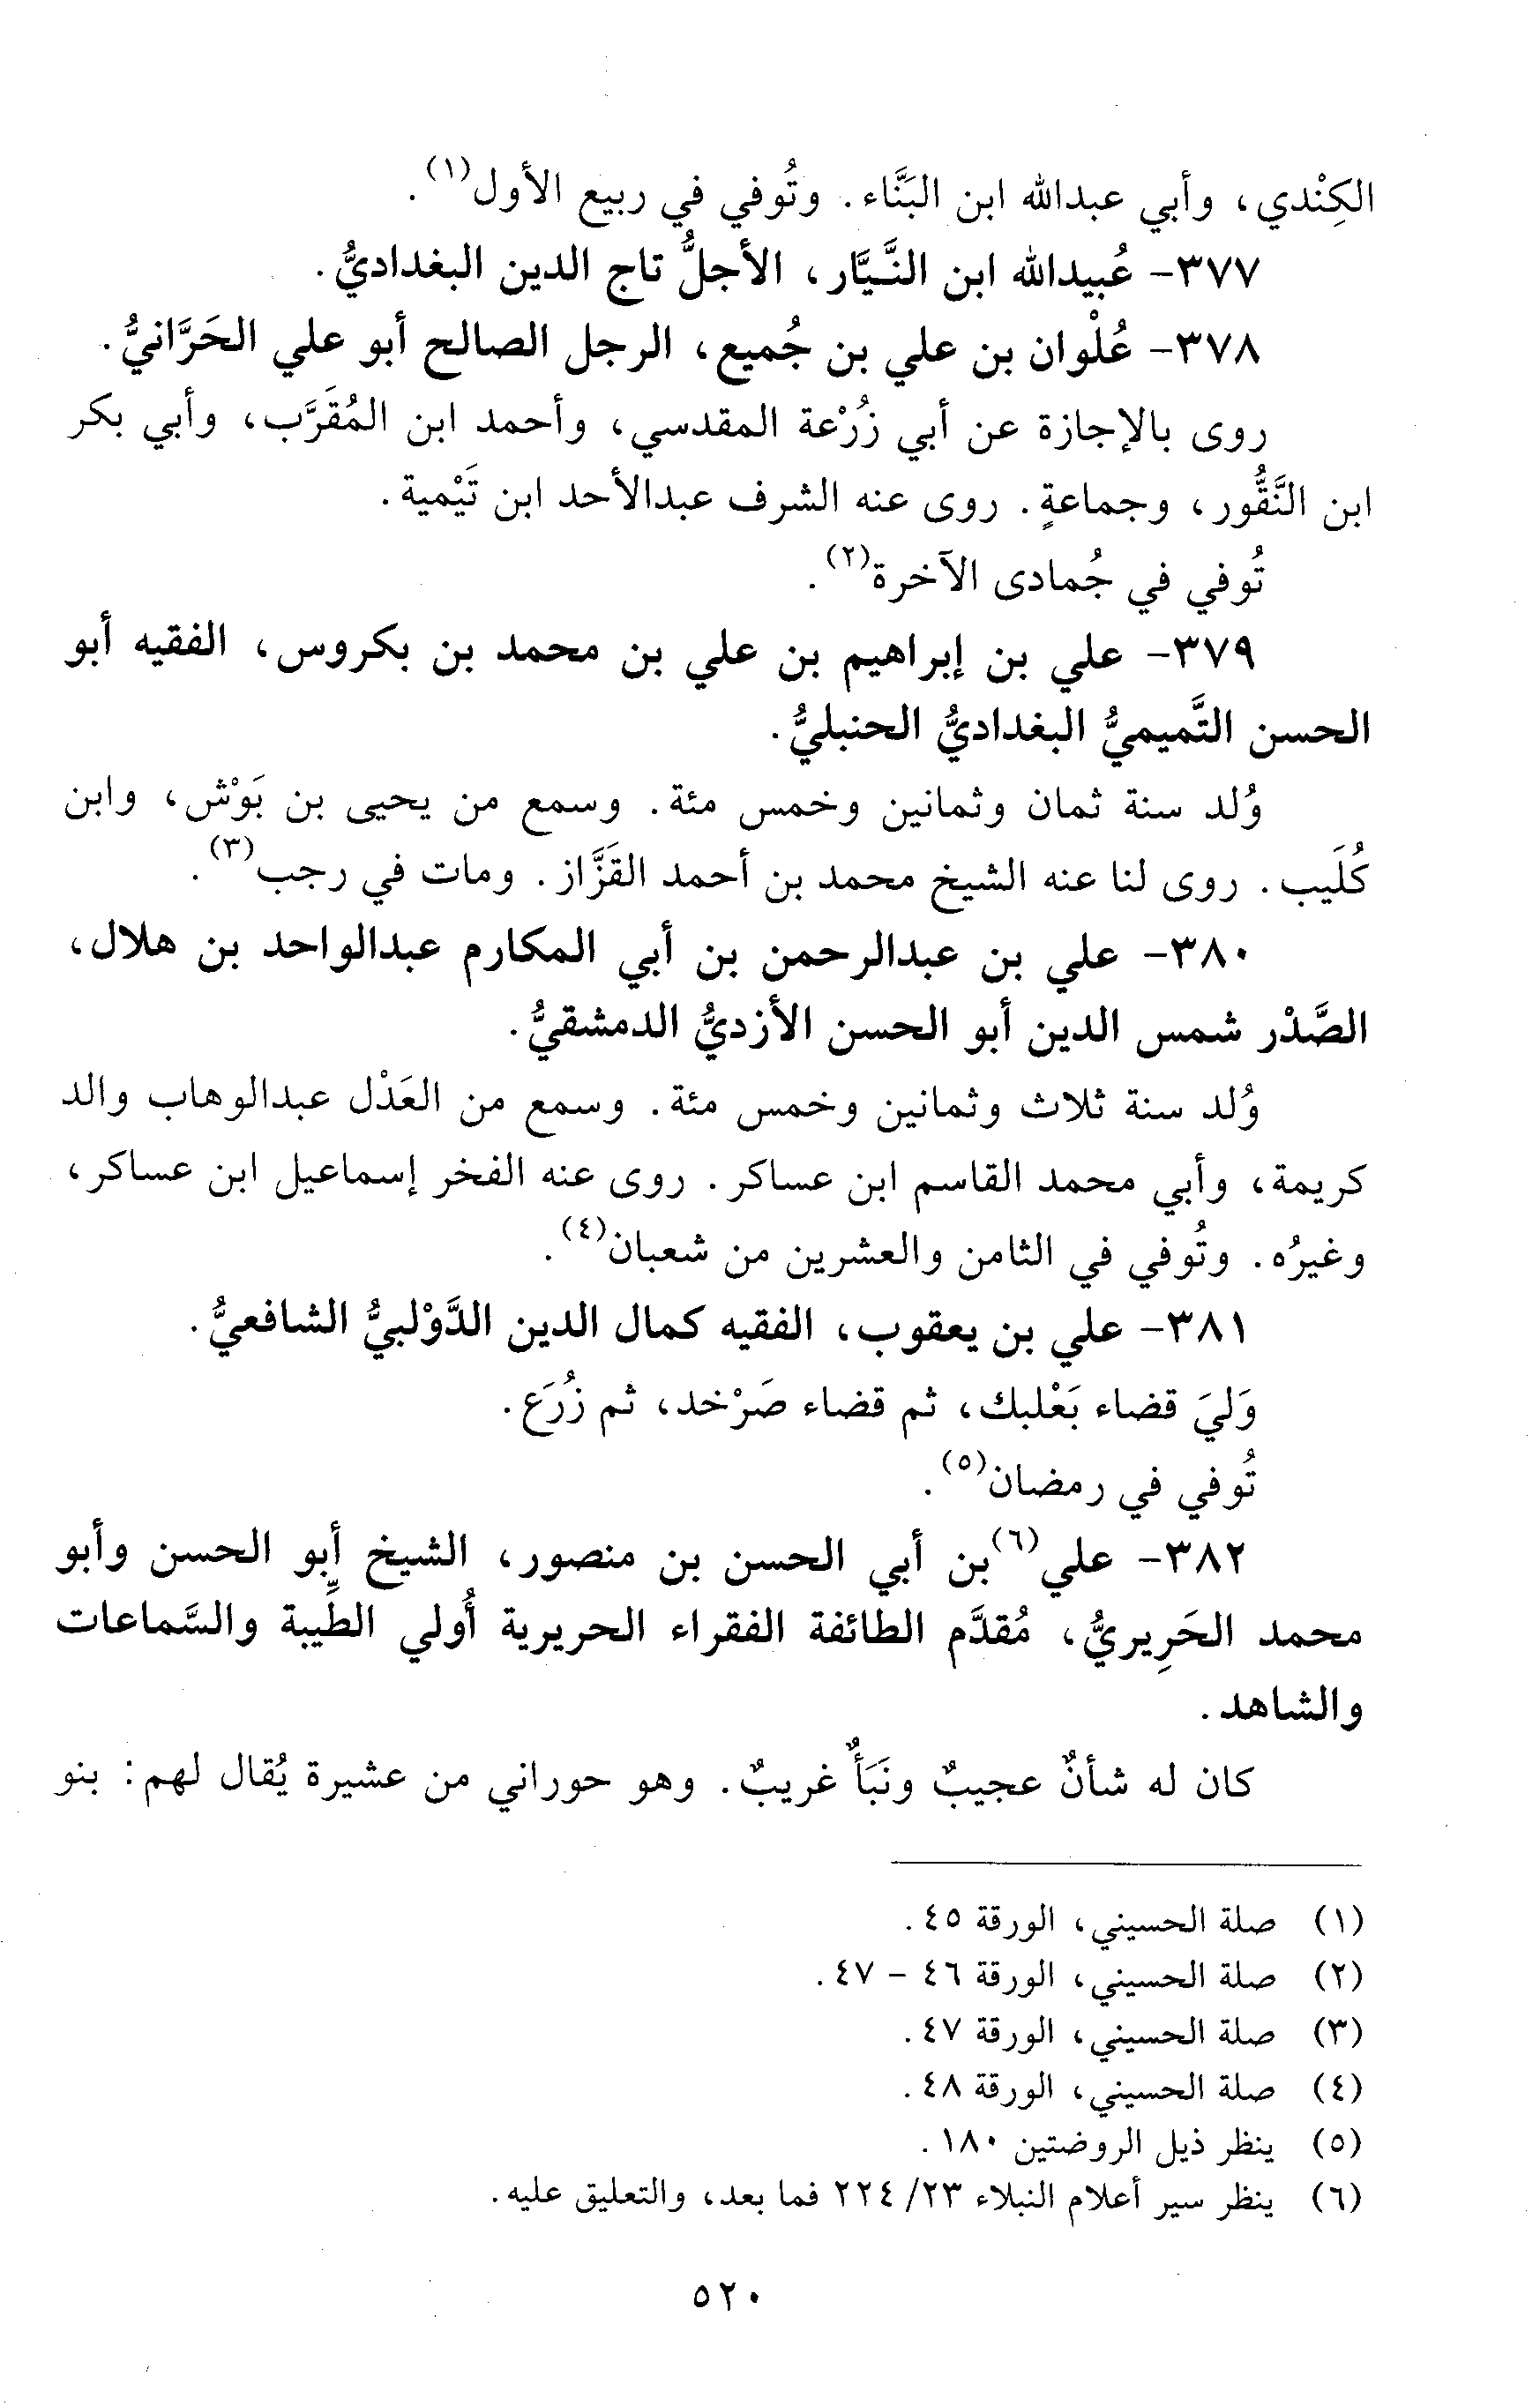 الكِنْدي، وأبي عبدالله ابن البَنَّاء. وتُوفي في ربيع الأول(١).
٣٧٧- عُبيدالله ابن النَّيَّار، الأجلُّ تاج الدين البغداديُّ.
٣٧٨- عُلْوان بن علي بن جُميع، الرجل الصالح أبو علي الحَرَّانيُّ.
روى بالإجازة عن أبي زُرْعة المقدسي، وأحمد ابن المُقَرَّب، وأبي بكر
ابن النَّقُّور، وجماعةٍ. روى عنه الشرف عبدالأحد ابن تَيْمية.
تُوفي في جُمادى الآخرة(٢).
٣٧٩- علي بن إبراهيم بن علي بن محمد بن بكروس، الفقيه أبو
الحسن التَّميميُّ البغداديُّ الحنبليُّ.
وُلد سنة ثمان وثمانين وخمس مئة. وسمع من يحيى بن بَوْش، وابن
كُلَيب. روى لنا عنه الشيخ محمد بن أحمد القَزَّاز. ومات في رجب(٣).
٣٨٠- علي بن عبدالرحمن بن أبي المكارم عبدالواحد بن هلال،
الصَّدْر شمس الدين أبو الحسن الأزديُّ الدمشقيُّ.
وُلد سنة ثلاث وثمانين وخمس مئة. وسمع من العَدْل عبدالوهاب والد
كريمة، وأبي محمد القاسم ابن عساكر. روى عنه الفخر إسماعيل ابن عساكر،
وغيرُه. وتُوفي في الثامن والعشرين من شعبان(٤).
٣٨١- علي بن يعقوب، الفقيه كمال الدين الدَّوْلبيُّ الشافعيُّ.
وَليَ قضاء بَعْلبك، ثم قضاء صَرْخد، ثم زُرَع.
تُوفي في رمضان(٥).
٣٨٢- علي(٦) بن أبي الحسن بن منصور، الشيخ أبو الحسن وأبو
محمد الحَرِيريُّ، مُقدَّم الطائفة الفقراء الحريرية أُولي الطِّيبة والسَّماعات
والشاهد.
كان له شأنٌ عجيبٌ ونَبَأٌ غريبٌ. وهو حوراني من عشيرة يُقال لهم: بنو
(١) صلة الحسيني، الورقة ٤٥.
(٢) صلة الحسيني، الورقة ٤٦ - ٤٧.
(٣) صلة الحسيني، الورقة ٤٧.
(٤) صلة الحسيني، الورقة ٤٨.
(٥) ينظر ذيل الروضتين ١٨٠.
(٦) ينظر سير أعلام النبلاء ٢٣/ ٢٢٤ فما بعد، والتعليق عليه.
٥٢٠